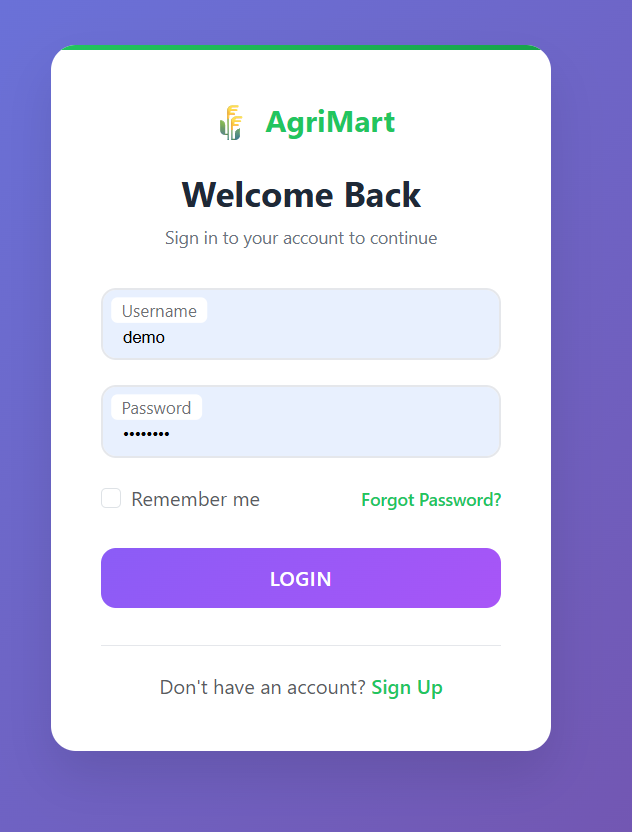 AgriMart
Welcome Back
Sign in to your account to continue
Username
demo
Password
••••••••
Remember me
Forgot Password?
LOGIN
Don't have an account? Sign Up